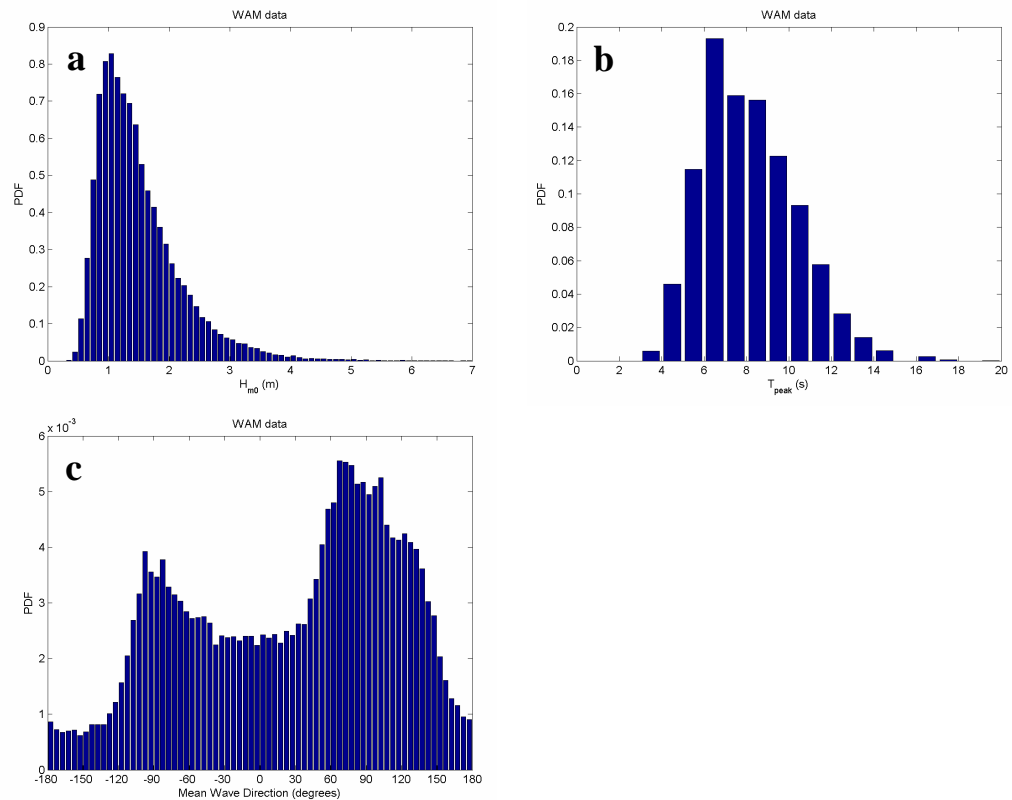 WAM data
a
0.9
0.8
0.7
0.6
0.5
0.4
0.3
0.2
0.1
0
PDF
0 1 2 3 4 5 6 7
H_m0 (m)
WAM data
b
0.2
0.18
0.16
0.14
0.12
0.1
0.08
0.06
0.04
0.02
0
PDF
0 2 4 6 8 10 12 14 16 18 20
T_peak (s)
WAM data
x 10^-3
c
6
5
4
3
2
1
0
PDF
-180 -150 -120 -90 -60 -30 0 30 60 90 120 150 180
Mean Wave Direction (degrees)